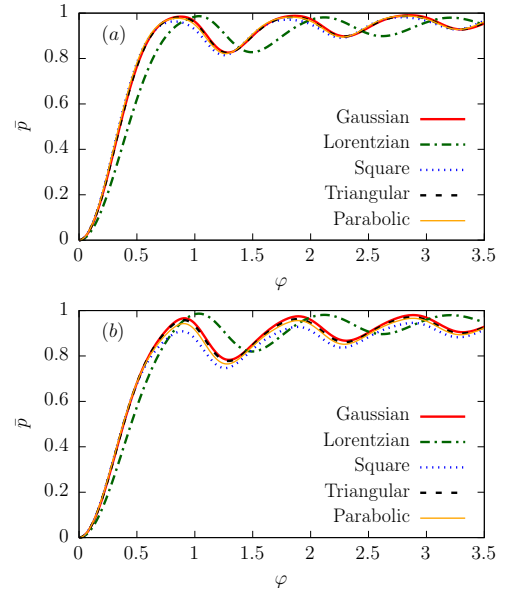 1
(a)
0.8
0.6
p̄
0.4
0.2
0
Gaussian
Lorentzian
Square
Triangular
Parabolic
0 0.5 1 1.5 2 2.5 3 3.5
φ
1
(b)
0.8
0.6
p̄
0.4
0.2
0
Gaussian
Lorentzian
Square
Triangular
Parabolic
0 0.5 1 1.5 2 2.5 3 3.5
φ